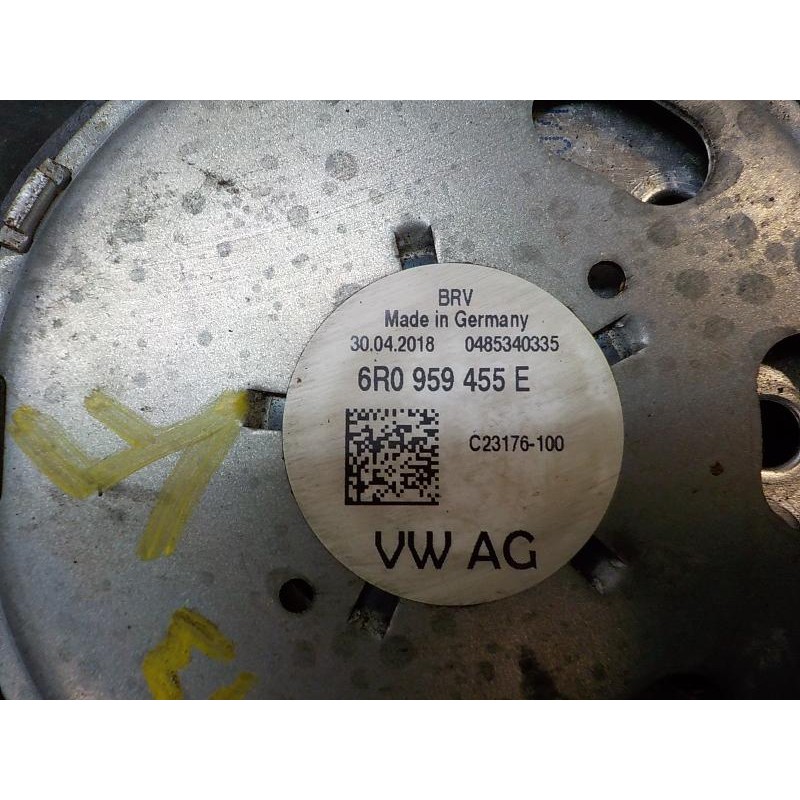 BRV
Made in Germany
30.04.2018 0485340335
6R0 959 455 E
C23176-100
VW AG